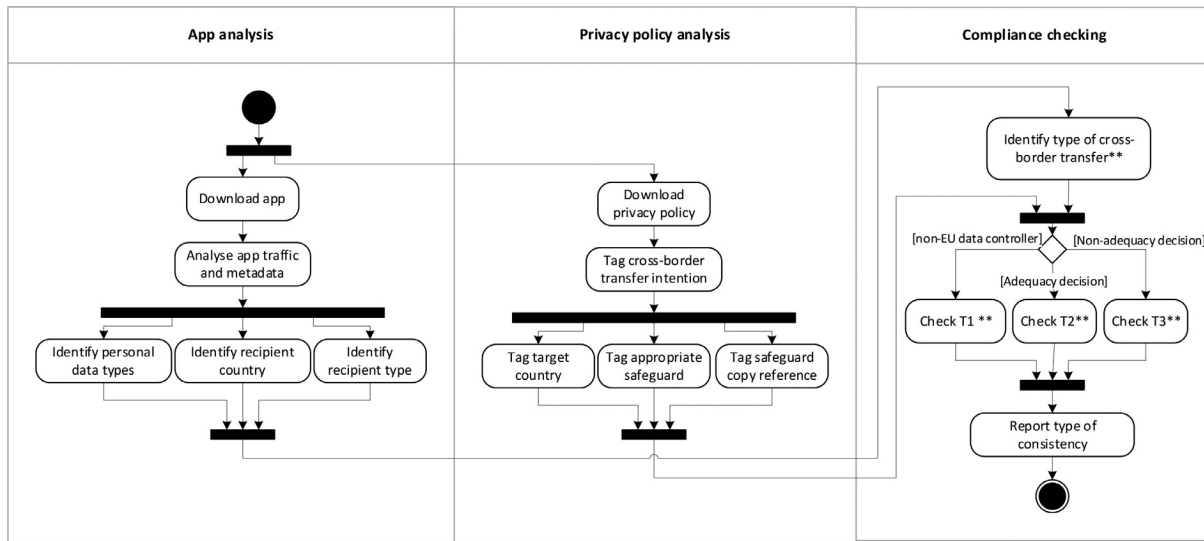 App analysis
Privacy policy analysis
Compliance checking
Download app
Analyse app traffic
and metadata
Identify personal
data types
Identify recipient
country
Identify
recipient type
Download
privacy policy
Tag cross-border
transfer intention
Tag target
country
Tag appropriate
safeguard
Tag safeguard
copy reference
Identify type of cross-
border transfer**
[non-EU data controller]
[Non-adequacy decision]
[Adequacy decision]
Check T1 **
Check T2**
Check T3**
Report type of
consistency